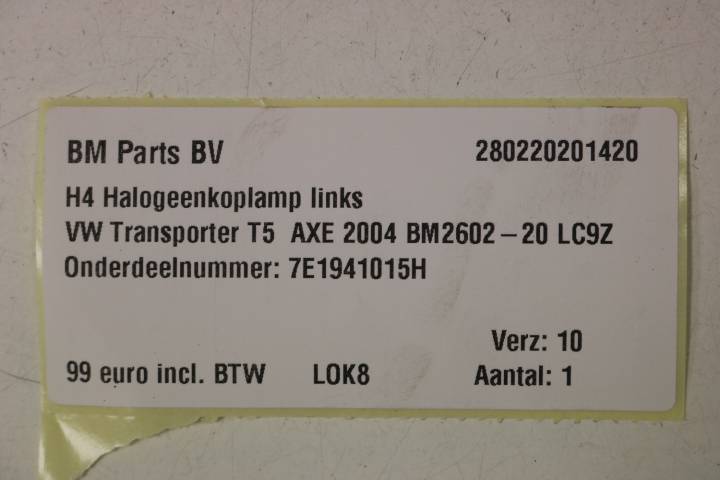 BM Parts BV 280220201420
H4 Halogeenkoplamp links
VW Transporter T5 AXE 2004 BM2602-20 LC9Z
Onderdeelnummer: 7E1941015H
Verz: 10
99 euro incl. BTW LOK8 Aantal: 1